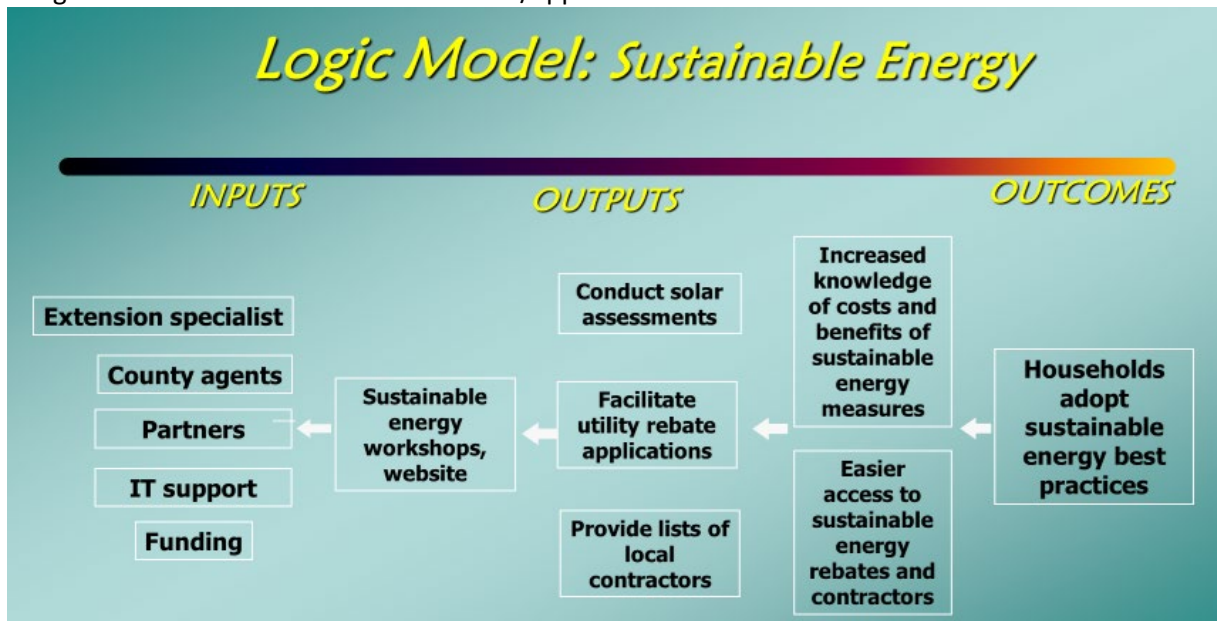 Logic Model: Sustainable Energy
INPUTS
OUTPUTS
OUTCOMES
Extension specialist
County agents
Partners
IT support
Funding
Sustainable
energy
workshops,
website
Conduct solar
assessments
Facilitate
utility rebate
applications
Provide lists of
local
contractors
Increased
knowledge
of costs and
benefits of
sustainable
energy
measures
Easier
access to
sustainable
energy
rebates and
contractors
Households
adopt
sustainable
energy best
practices